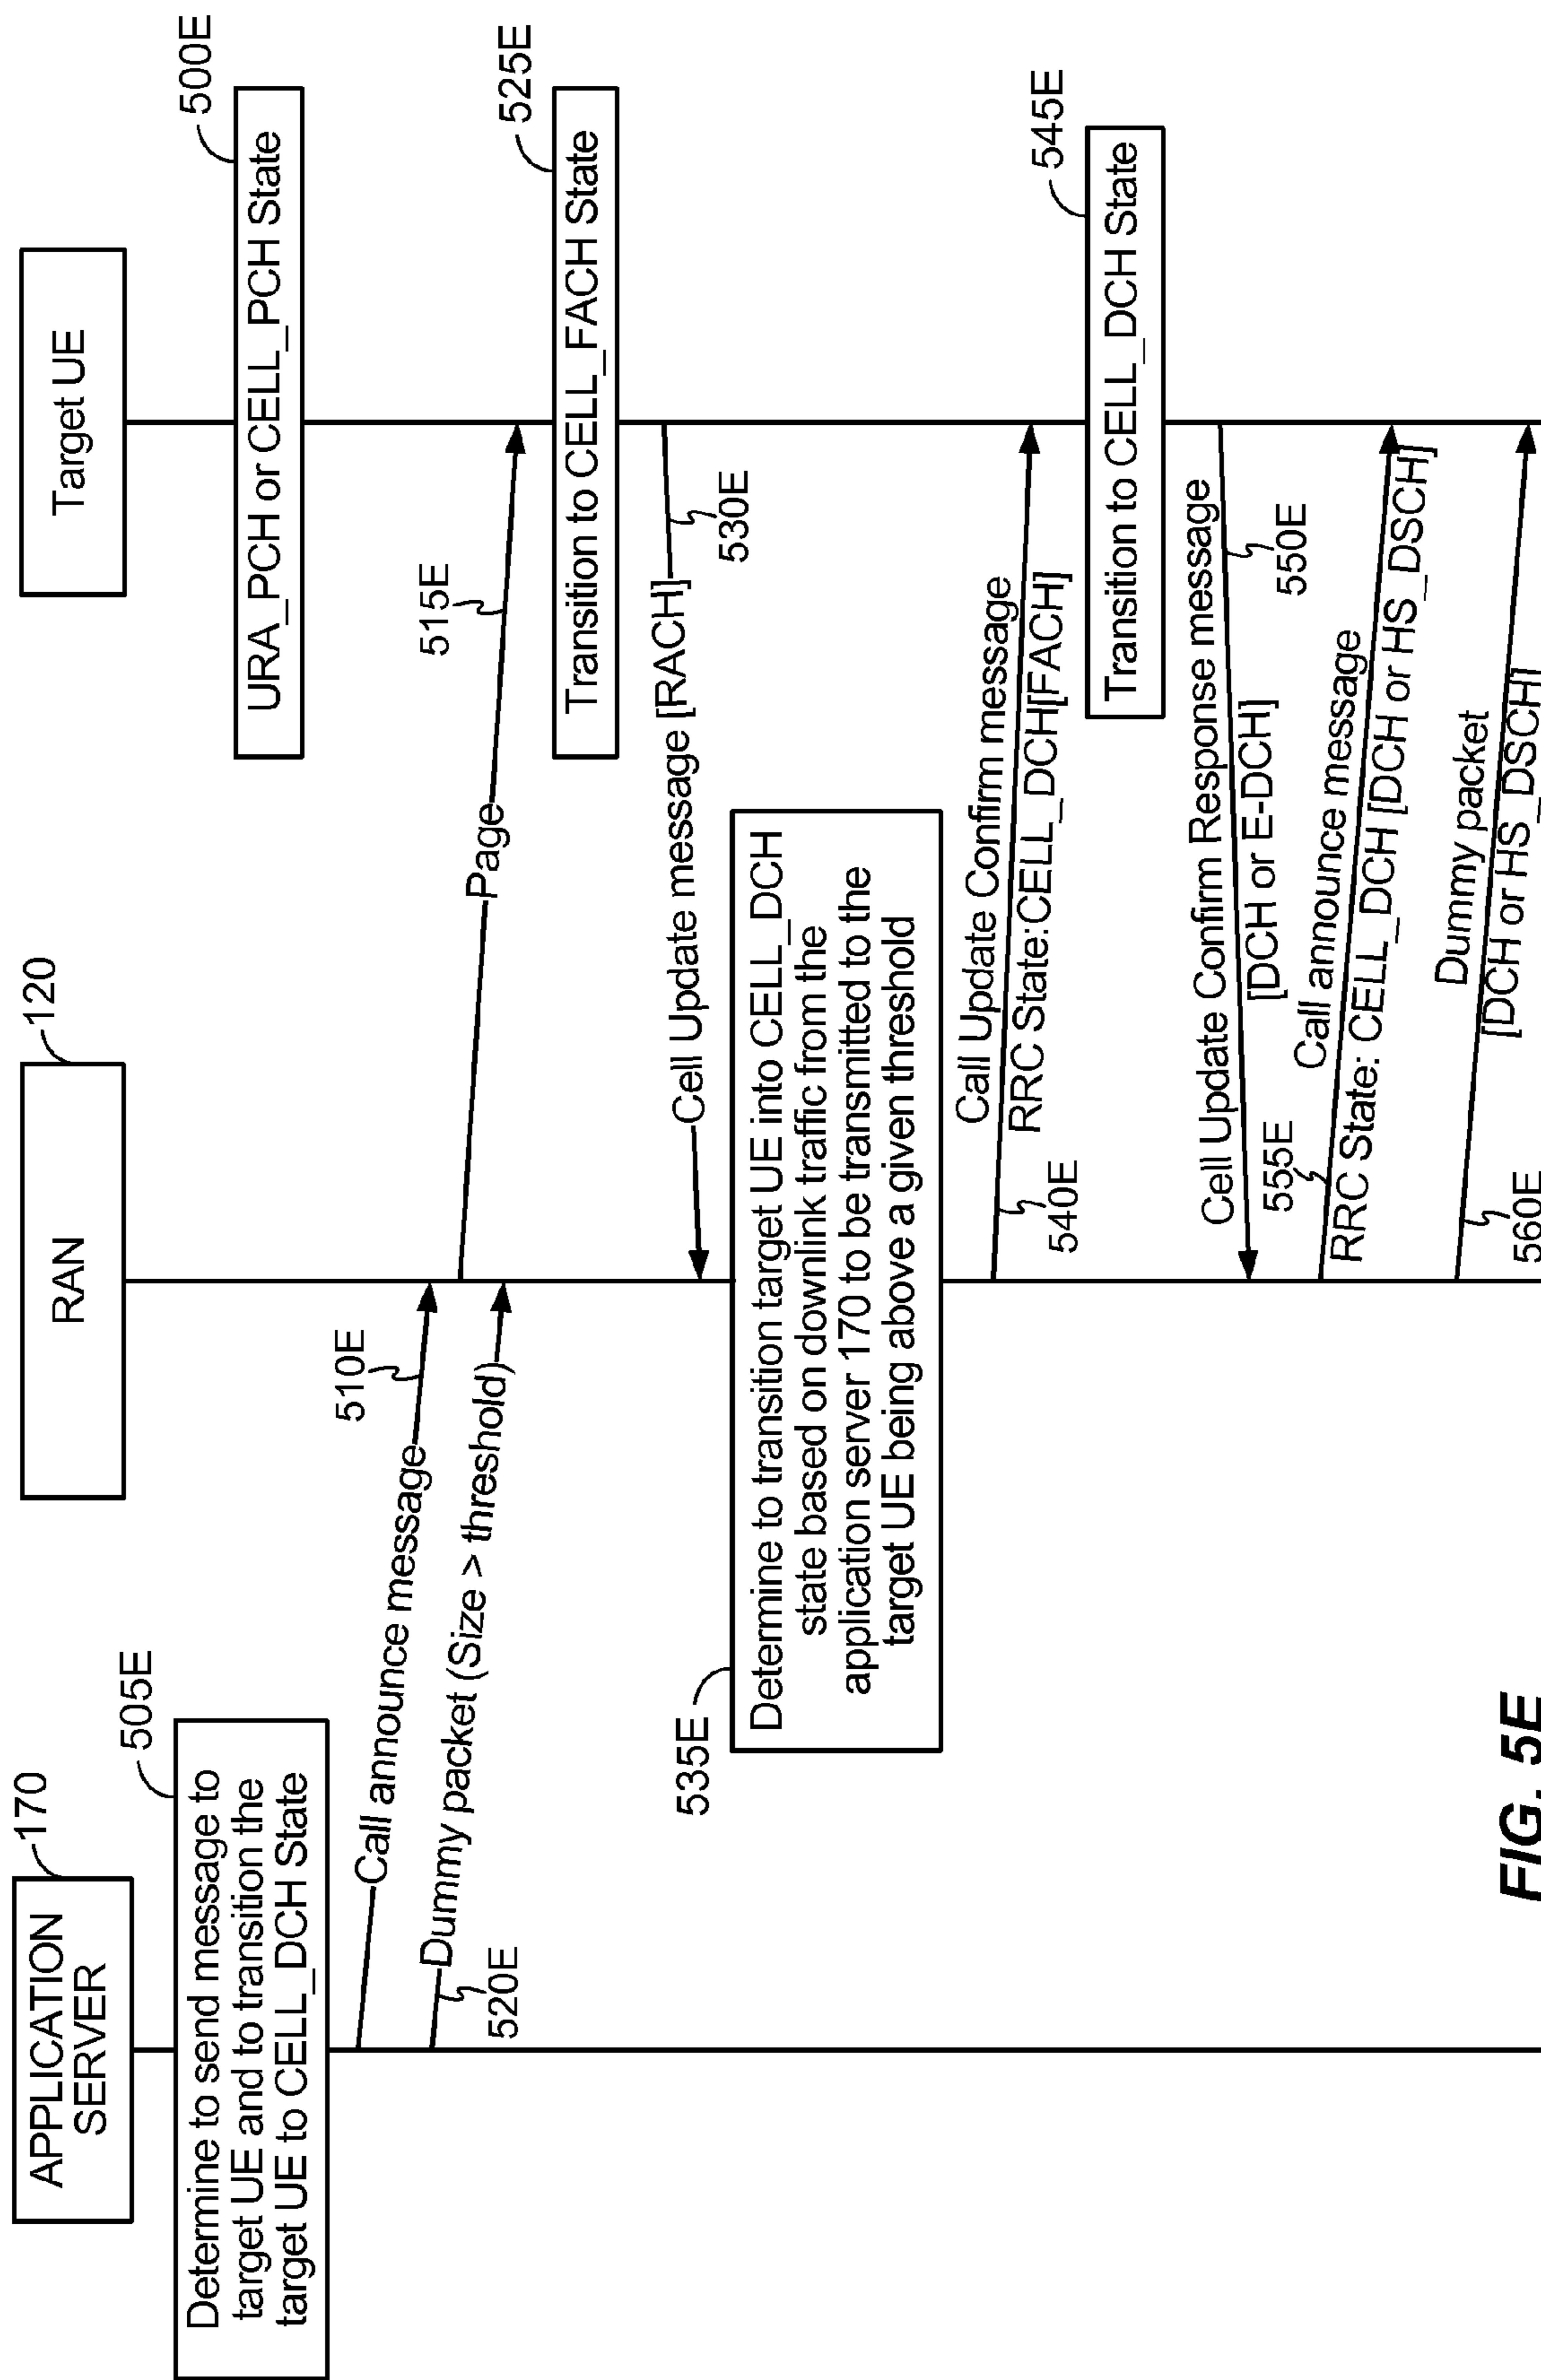 APPLICATION
SERVER
170
RAN
120
Target UE
URA_PCH or CELL_PCH State
500E
505E
Determine to send message to
target UE and to transition the
target UE to CELL_DCH State
Call announce message
510E
Page
515E
Dummy packet (Size > threshold)
520E
Transition to CELL_FACH State
525E
Cell Update message [RACH]
530E
535E
Determine to transition target UE into CELL_DCH
state based on downlink traffic from the
application server 170 to be transmitted to the
target UE being above a given threshold
Call Update Confirm message
RRC State:CELL_DCH[FACH]
540E
Transition to CELL_DCH State
545E
Cell Update Confirm Response message
[DCH or E-DCH]
550E
555E
Call announce message
RRC State: CELL_DCH [DCH or HS_DSCH]
Dummy packet
[DCH or HS_DSCH]
560E
FIG. 5E